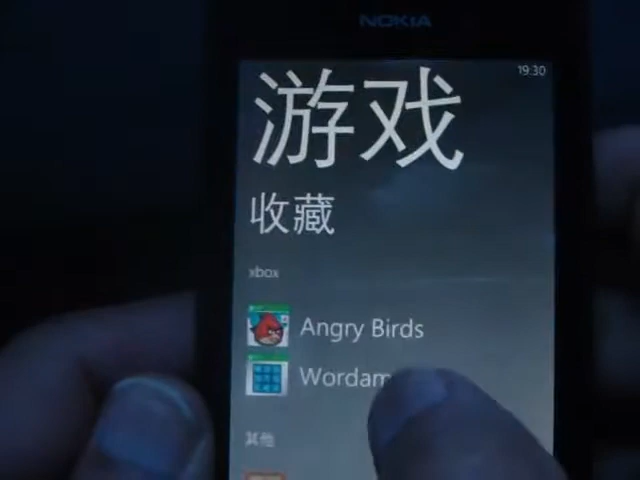 NOKIA
19:30
游戏
收藏
xbox
Angry Birds
Wordam
其他